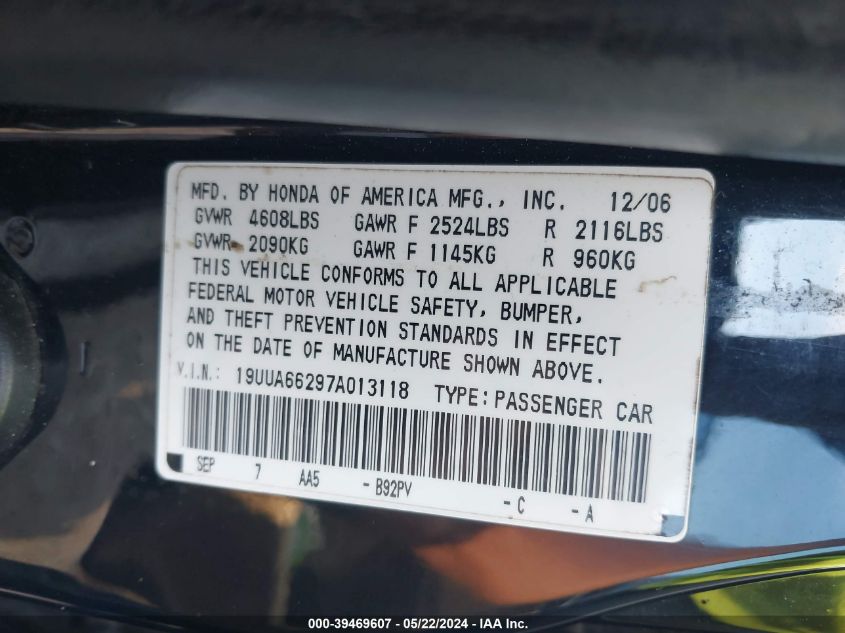 MFD. BY HONDA OF AMERICA MFG., INC. 12/06
GVWR 4608LBS GAWR F 2524LBS R 2116LBS
GVWR 2090KG GAWR F 1145KG R 960KG
THIS VEHICLE CONFORMS TO ALL APPLICABLE
FEDERAL MOTOR VEHICLE SAFETY, BUMPER,
AND THEFT PREVENTION STANDARDS IN EFFECT
ON THE DATE OF MANUFACTURE SHOWN ABOVE.
V.I.N.: 19UUA66297A013118 TYPE:PASSENGER CAR
SEP 7 AA5 - B92PV - C - A
000-39469607 - 05/22/2024 - IAA Inc.